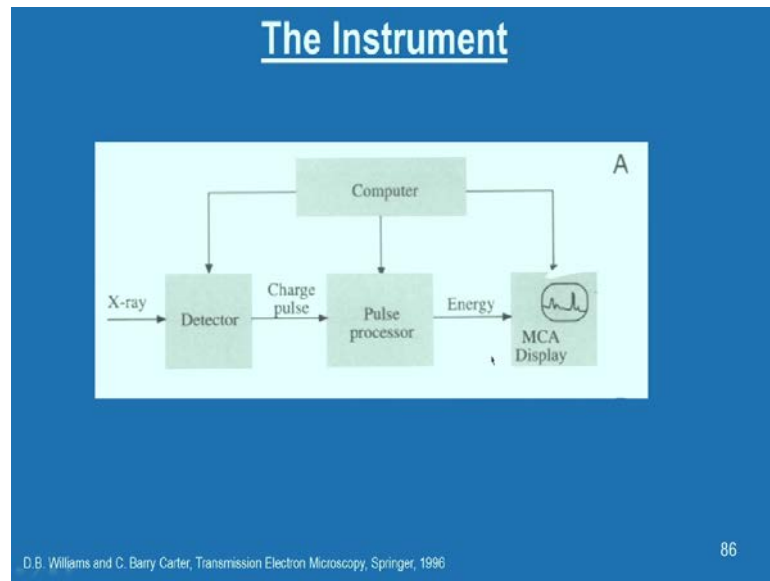 The Instrument
A
Computer
X-ray
Detector
Charge
pulse
Pulse
processor
Energy
MCA
Display
D.B. Williams and C. Barry Carter, Transmission Electron Microscopy, Springer, 1996
86